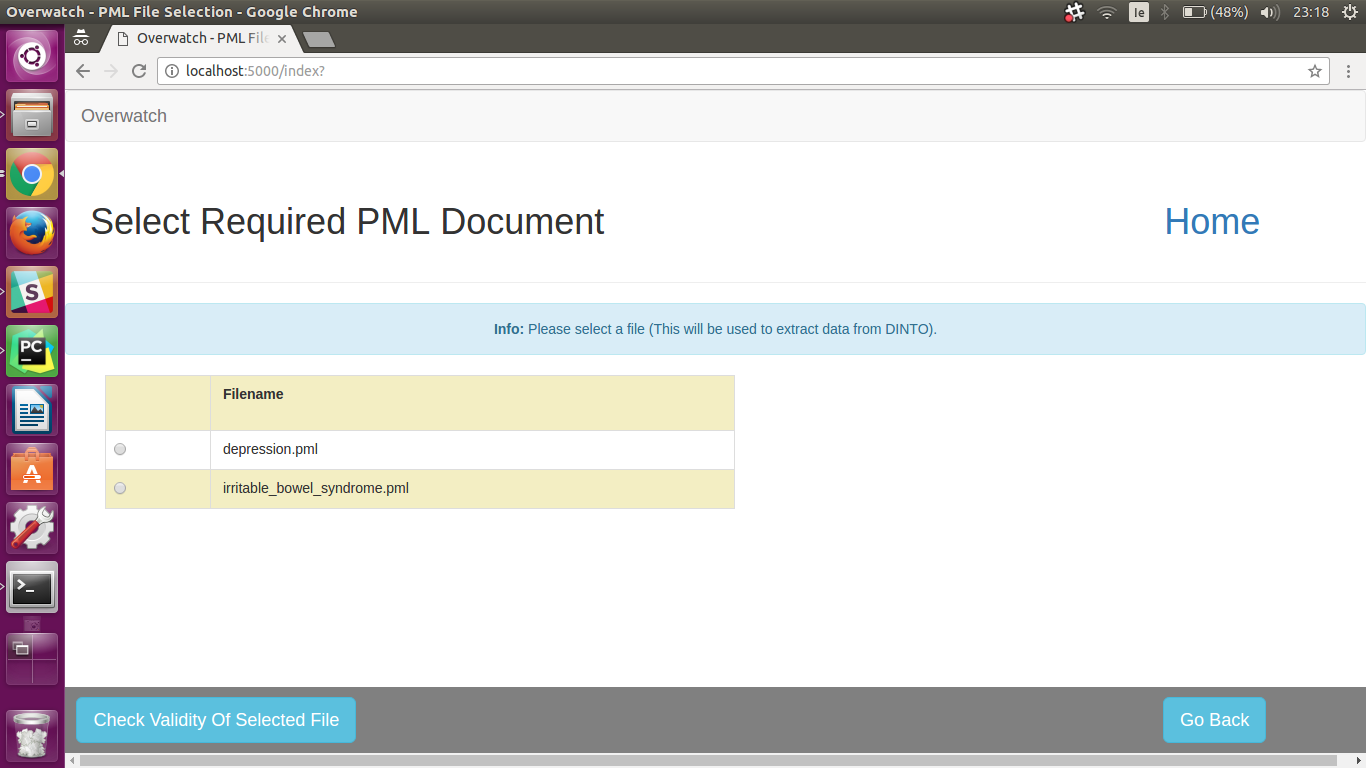 Overwatch - PML File Selection - Google Chrome
Ie
(48%)
23:18
Overwatch - PML File
localhost:5000/index?
Overwatch
Select Required PML Document
Home
Info: Please select a file (This will be used to extract data from DINTO).
Filename
depression.pml
irritable_bowel_syndrome.pml
S
PC
A
>_
Check Validity Of Selected File
Go Back